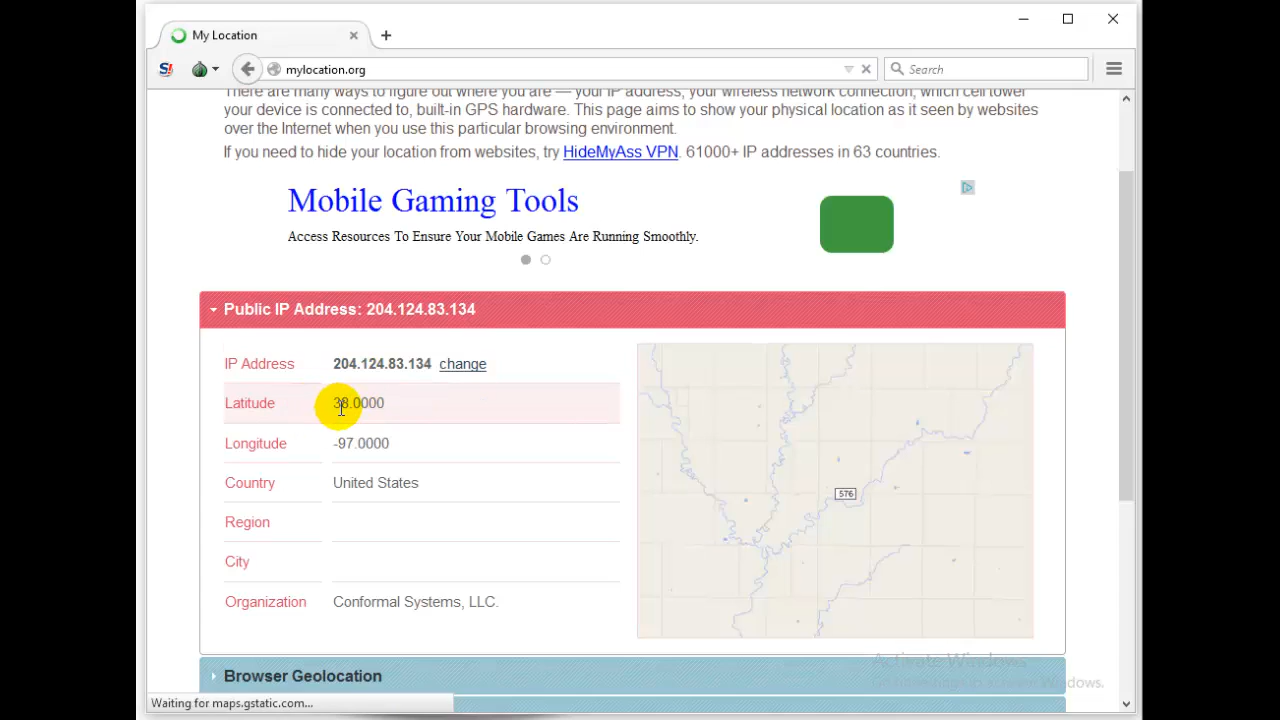 My Location
mylocation.org
Search
There are many ways to figure out where you are — your IP address, your wireless network connection, which cell tower
your device is connected to, built-in GPS hardware. This page aims to show your physical location as it seen by websites
over the Internet when you use this particular browsing environment.
If you need to hide your location from websites, try HideMyAss VPN. 61000+ IP addresses in 63 countries.
Mobile Gaming Tools
Access Resources To Ensure Your Mobile Games Are Running Smoothly.
Public IP Address: 204.124.83.134
IP Address 204.124.83.134 change
Latitude 38.0000
Longitude -97.0000
Country United States
Region
City
Organization Conformal Systems, LLC.
576
Browser Geolocation
Activate Windows
Waiting for maps.gstatic.com...